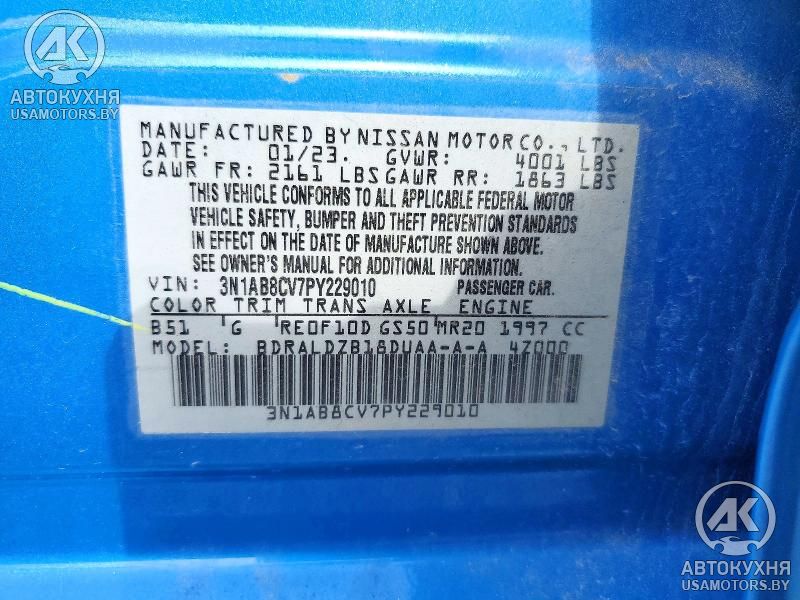 АК
АВТОКУХНЯ
USAMOTORS.BY
MANUFACTURED BY NISSAN MOTOR CO., LTD.
DATE: 01/23. GVWR: 4001 LBS
GAWR FR: 2161 LBS GAWR RR: 1863 LBS
THIS VEHICLE CONFORMS TO ALL APPLICABLE FEDERAL MOTOR
VEHICLE SAFETY, BUMPER AND THEFT PREVENTION STANDARDS
IN EFFECT ON THE DATE OF MANUFACTURE SHOWN ABOVE.
SEE OWNER'S MANUAL FOR ADDITIONAL INFORMATION.
VIN: 3N1AB8CV7PY229010 PASSENGER CAR.
COLOR TRIM TRANS AXLE ENGINE
B51 G RE0F10D GS50 MR20 1997 CC
MODEL: BDRALDZB18DUAA-A-A 4Z000
3N1AB8CV7PY229010
АК
АВТОКУХНЯ
USAMOTORS.BY